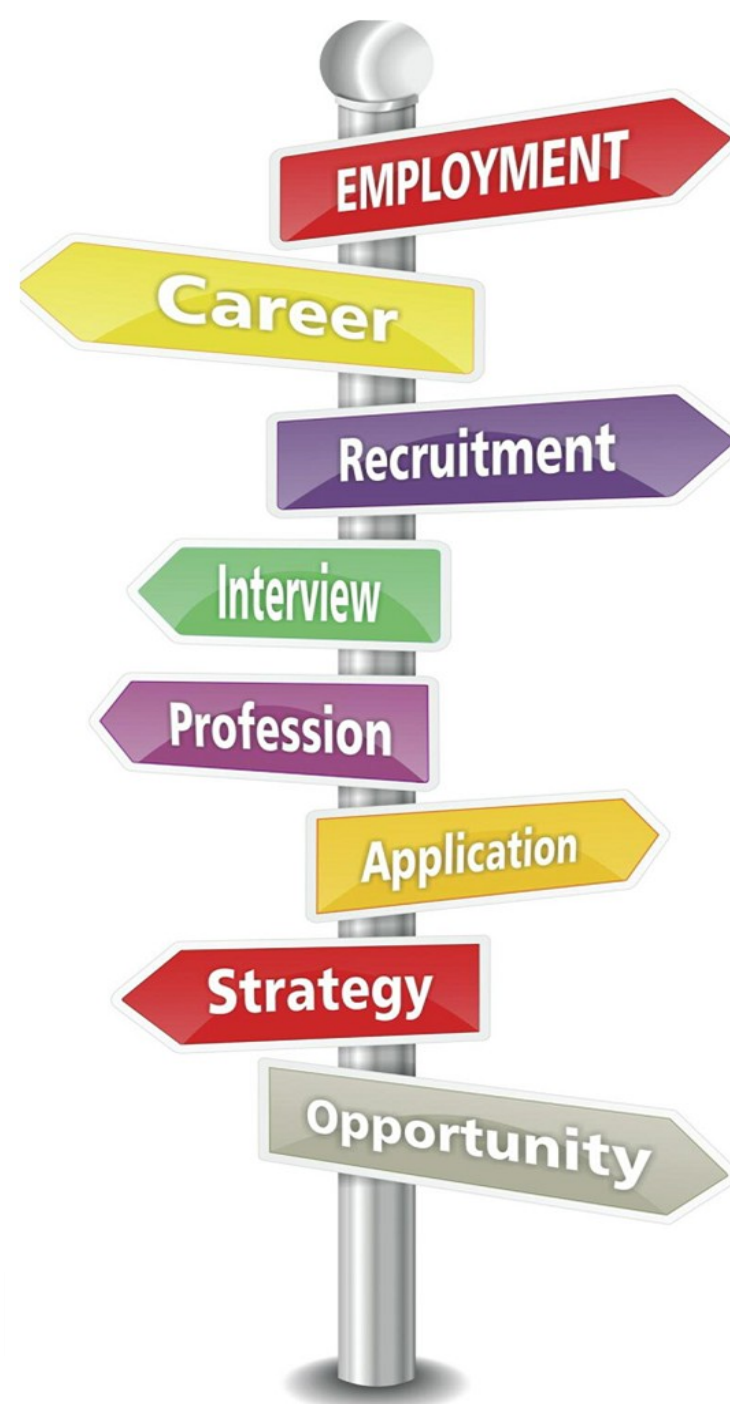 EMPLOYMENT
Career
Recruitment
Interview
Profession
Application
Strategy
Opportunity